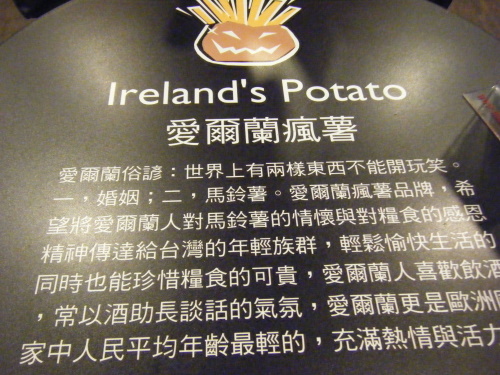 Ireland's Potato
愛爾蘭瘋薯
愛爾蘭俗諺：世界上有兩樣東西不能開玩笑。
一，婚姻；二，馬鈴薯。愛爾蘭瘋薯品牌，希
望將愛爾蘭人對馬鈴薯的情懷與對糧食的感恩
精神傳達給台灣的年輕族群，輕鬆愉快生活的
同時也能珍惜糧食的可貴，愛爾蘭人喜歡飲酒
，常以酒助長談話的氣氛，愛爾蘭更是歐洲
家中人民平均年齡最輕的，充滿熱情與活力